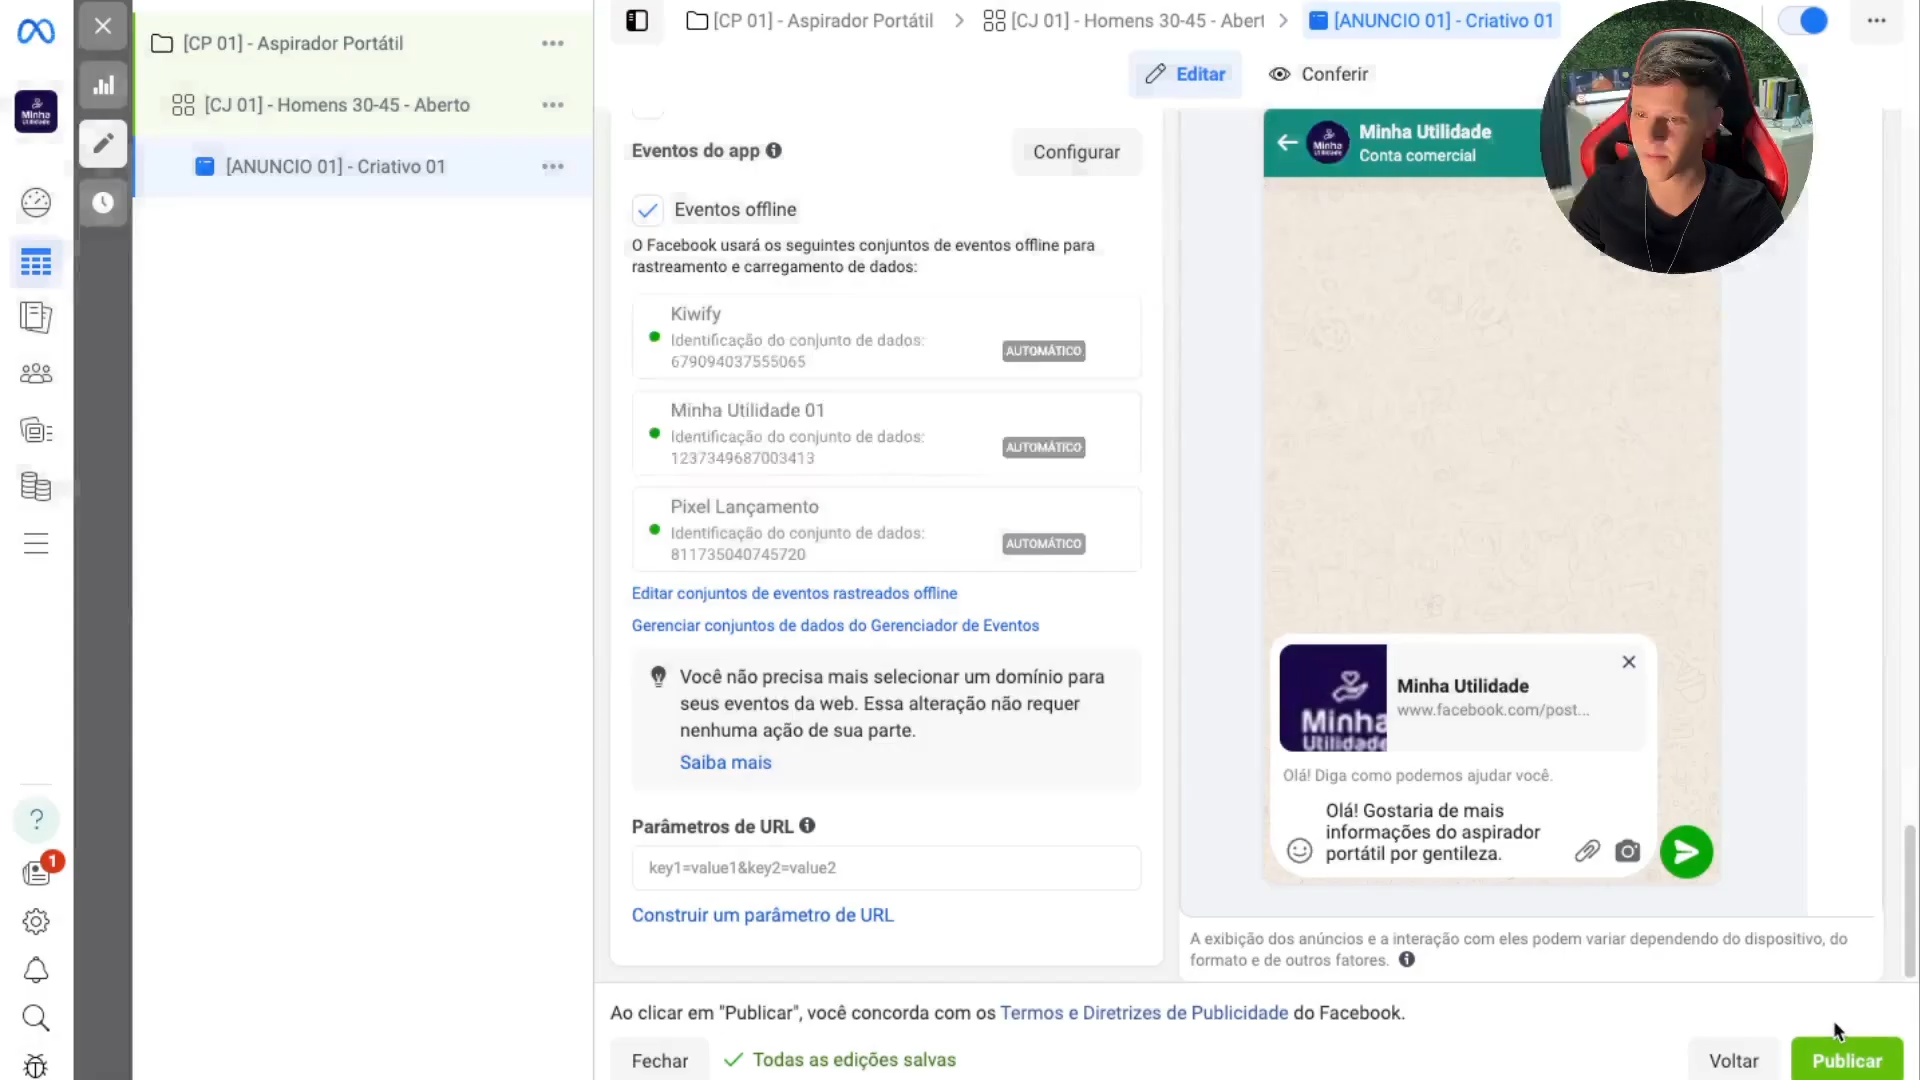 [CP 01] - Aspirador Portátil
[CJ 01] - Homens 30-45 - Aberto
[ANUNCIO 01] - Criativo 01
[CP 01] - Aspirador Portátil
[CJ 01] - Homens 30-45 - Abert
[ANUNCIO 01] - Criativo 01
Editar
Conferir
Minha
Utilidade
Eventos do app
Configurar
Eventos offline
O Facebook usará os seguintes conjuntos de eventos offline para
rastreamento e carregamento de dados:
Kiwify
Identificação do conjunto de dados:
679094037555065
AUTOMÁTICO
Minha Utilidade 01
Identificação do conjunto de dados:
1237349687003413
AUTOMÁTICO
Pixel Lançamento
Identificação do conjunto de dados:
811735040745720
AUTOMÁTICO
Editar conjuntos de eventos rastreados offline
Gerenciar conjuntos de dados do Gerenciador de Eventos
Você não precisa mais selecionar um domínio para
seus eventos da web. Essa alteração não requer
nenhuma ação de sua parte.
Saiba mais
Parâmetros de URL
key1=value1&key2=value2
Construir um parâmetro de URL
Minha Utilidade
Conta comercial
Minha
Utilidade
Minha Utilidade
www.facebook.com/post...
Olá! Diga como podemos ajudar você.
Olá! Gostaria de mais
informações do aspirador
portátil por gentileza.
A exibição dos anúncios e a interação com eles podem variar dependendo do dispositivo, do
formato e de outros fatores.
1
Ao clicar em "Publicar", você concorda com os Termos e Diretrizes de Publicidade do Facebook.
Fechar
Todas as edições salvas
Voltar
Publicar